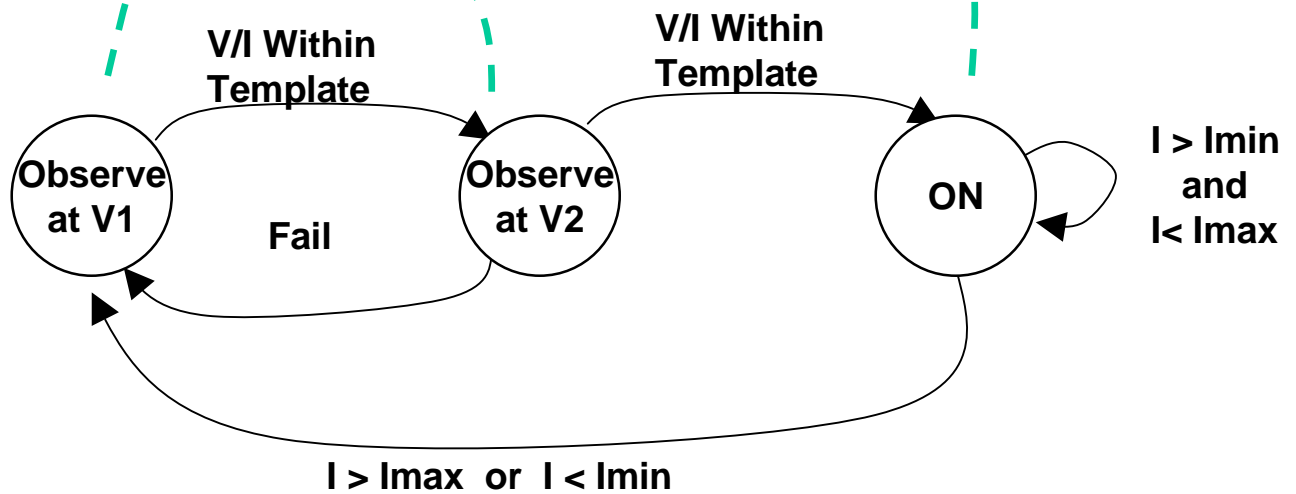 V/I Within
Template
V/I Within
Template
Observe
at V1
Fail
Observe
at V2
ON
I > Imin
and
I< Imax
I > Imax or I < Imin